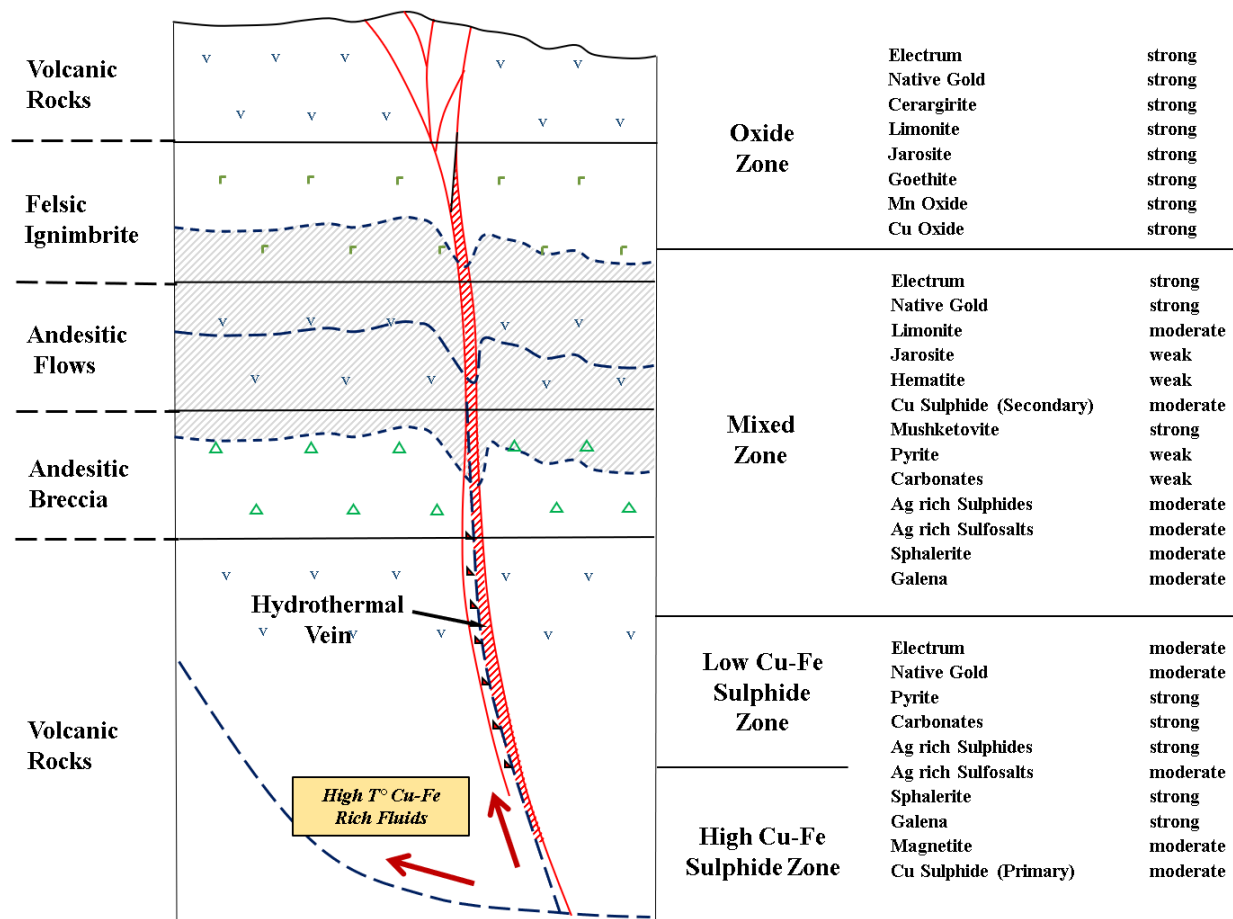 Volcanic
Rocks
Felsic
Ignimbrite
Andesitic
Flows
Andesitic
Breccia
Volcanic
Rocks
Hydrothermal
Vein
High T° Cu-Fe
Rich Fluids
Oxide
Zone
Electrum strong
Native Gold strong
Cerargirite strong
Limonite strong
Jarosite strong
Goethite strong
Mn Oxide strong
Cu Oxide strong
Mixed
Zone
Electrum strong
Native Gold strong
Limonite moderate
Jarosite weak
Hematite weak
Cu Sulphide (Secondary) moderate
Mushketovite strong
Pyrite weak
Carbonates weak
Ag rich Sulphides moderate
Ag rich Sulfosalts moderate
Sphalerite moderate
Galena moderate
Low Cu-Fe
Sulphide
Zone
High Cu-Fe
Sulphide Zone
Electrum moderate
Native Gold moderate
Pyrite strong
Carbonates strong
Ag rich Sulphides strong
Ag rich Sulfosalts moderate
Sphalerite strong
Galena strong
Magnetite moderate
Cu Sulphide (Primary) moderate